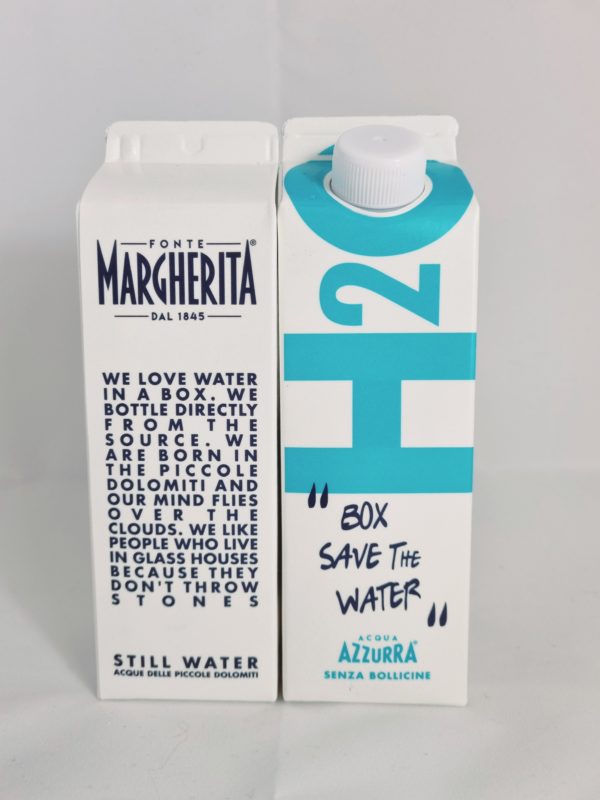 FONTE
MARGHERITA®
DAL 1845
WE LOVE WATER
IN A BOX. WE
BOTTLE DIRECTLY
FROM THE
SOURCE. WE
ARE BORN IN
THE PICCOLE
DOLOMITI AND
OUR MIND FLIES
OVER THE
CLOUDS. WE LIKE
PEOPLE WHO LIVE
IN GLASS HOUSES
BECAUSE THEY
DON'T THROW
STONES
STILL WATER
ACQUE DELLE PICCOLE DOLOMITI
H2O
"BOX
SAVE THE
WATER"
ACQUA
AZZURRA®
SENZA BOLLICINE